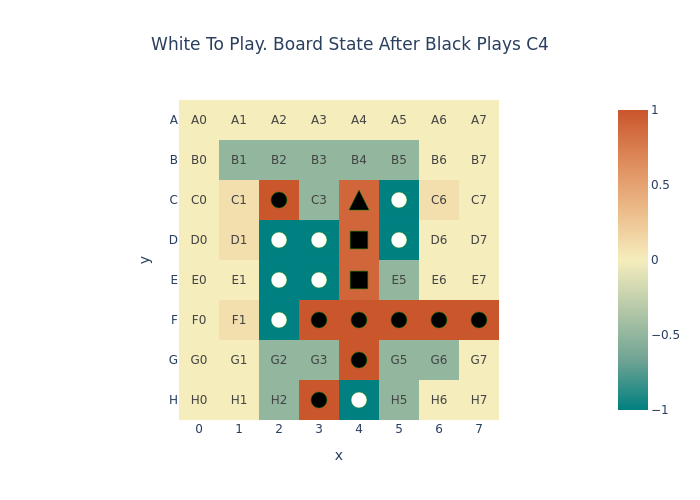 White To Play. Board State After Black Plays C4
A A0 A1 A2 A3 A4 A5 A6 A7
B B0 B1 B2 B3 B4 B5 B6 B7
C C0 C1 C3 C6 C7
D D0 D1 D6 D7
E E0 E1 E5 E6 E7
F F0 F1
G G0 G1 G2 G3 G5 G6 G7
H H0 H1 H2 H5 H6 H7
0 1 2 3 4 5 6 7
x
y
1
0.5
0
−0.5
−1